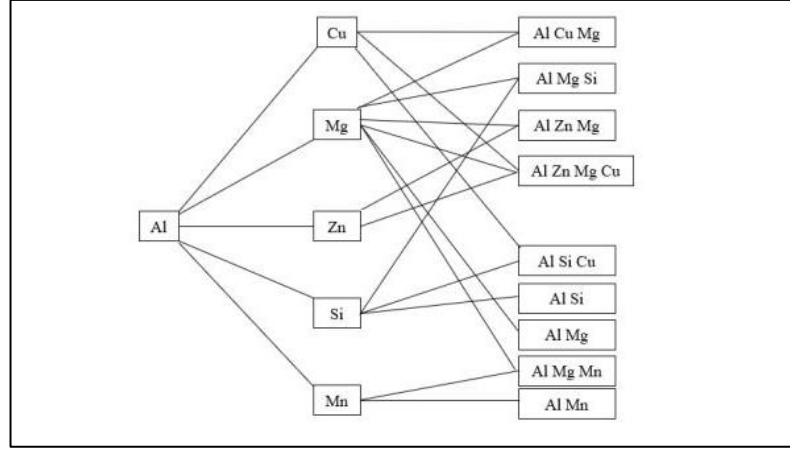 Al
Cu
Mg
Zn
Si
Mn
Al Cu Mg
Al Mg Si
Al Zn Mg
Al Zn Mg Cu
Al Si Cu
Al Si
Al Mg
Al Mg Mn
Al Mn